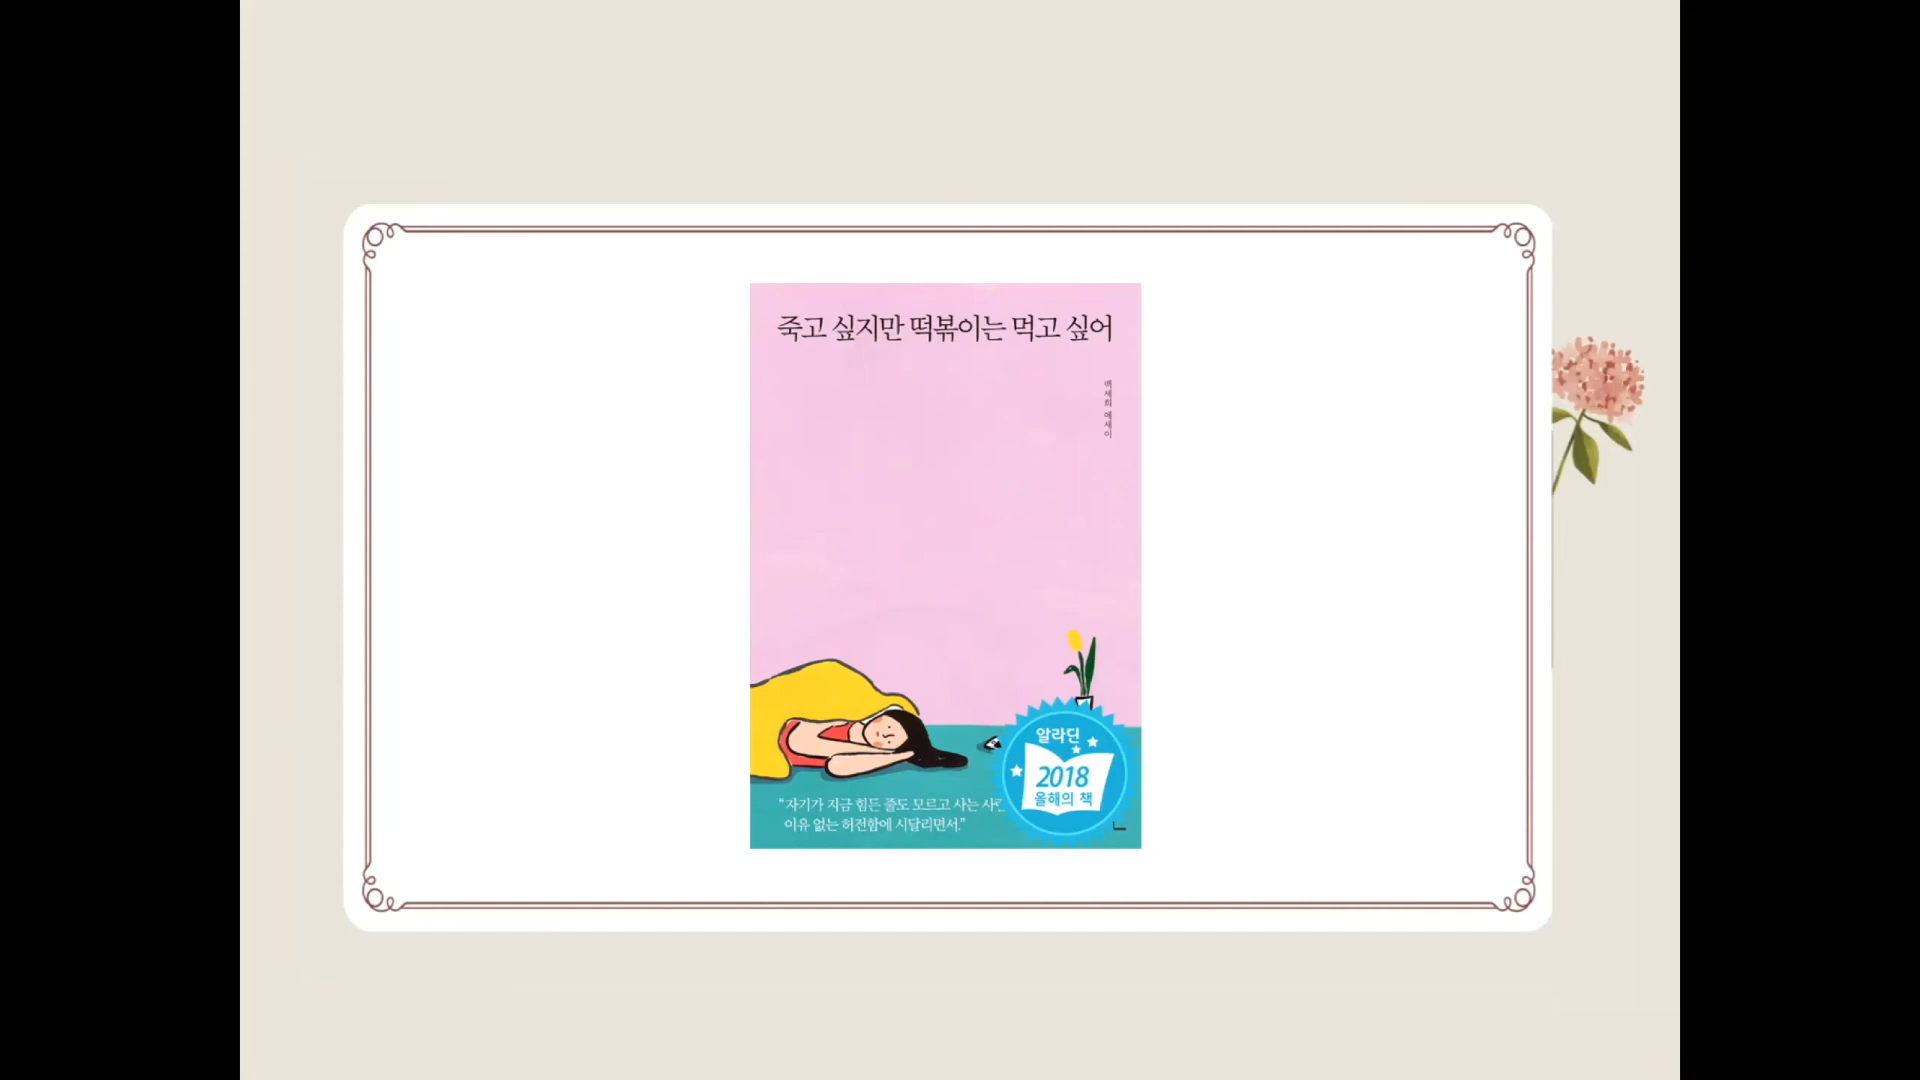 죽고 싶지만 떡볶이는 먹고 싶어
백세희 에세이
“자기가 지금 힘든 줄도 모르고 사는
이유 없는 허전함에 시달리면서.”
알라딘
2018
올해의 책